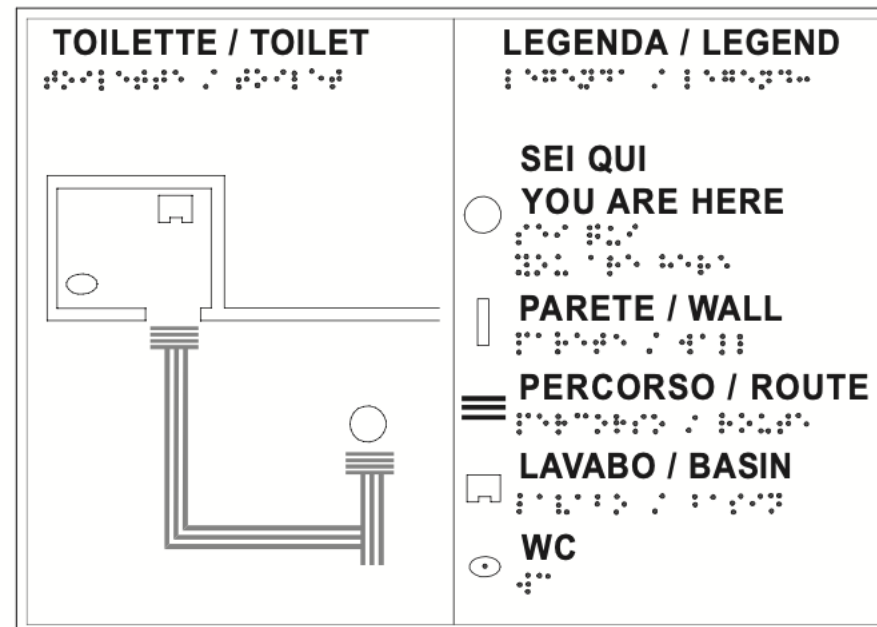 TOILETTE / TOILET
LEGENDA / LEGEND
SEI QUI
YOU ARE HERE
PARETE / WALL
PERCORSO / ROUTE
LAVABO / BASIN
WC